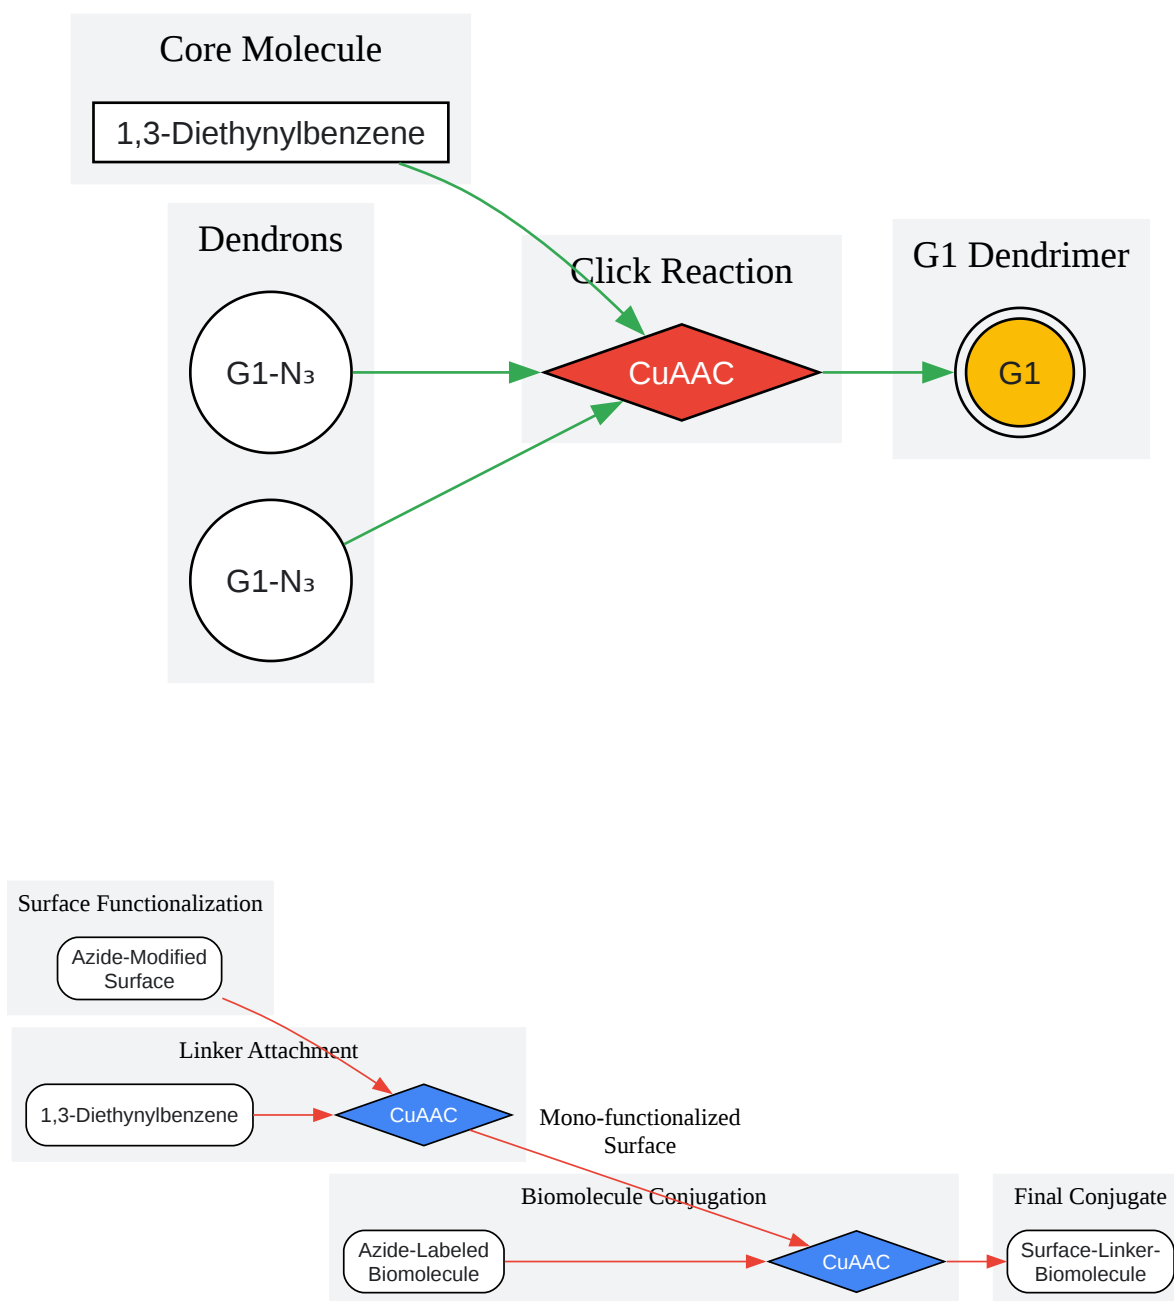 Core Molecule
1,3-Diethynylbenzene
Dendrons
G1-N₃
G1-N₃
Click Reaction
CuAAC
G1 Dendrimer
G1
Surface Functionalization
Azide-Modified
Surface
Linker Attachment
1,3-Diethynylbenzene
CuAAC
Mono-functionalized
Surface
Biomolecule Conjugation
Azide-Labeled
Biomolecule
CuAAC
Final Conjugate
Surface-Linker-
Biomolecule